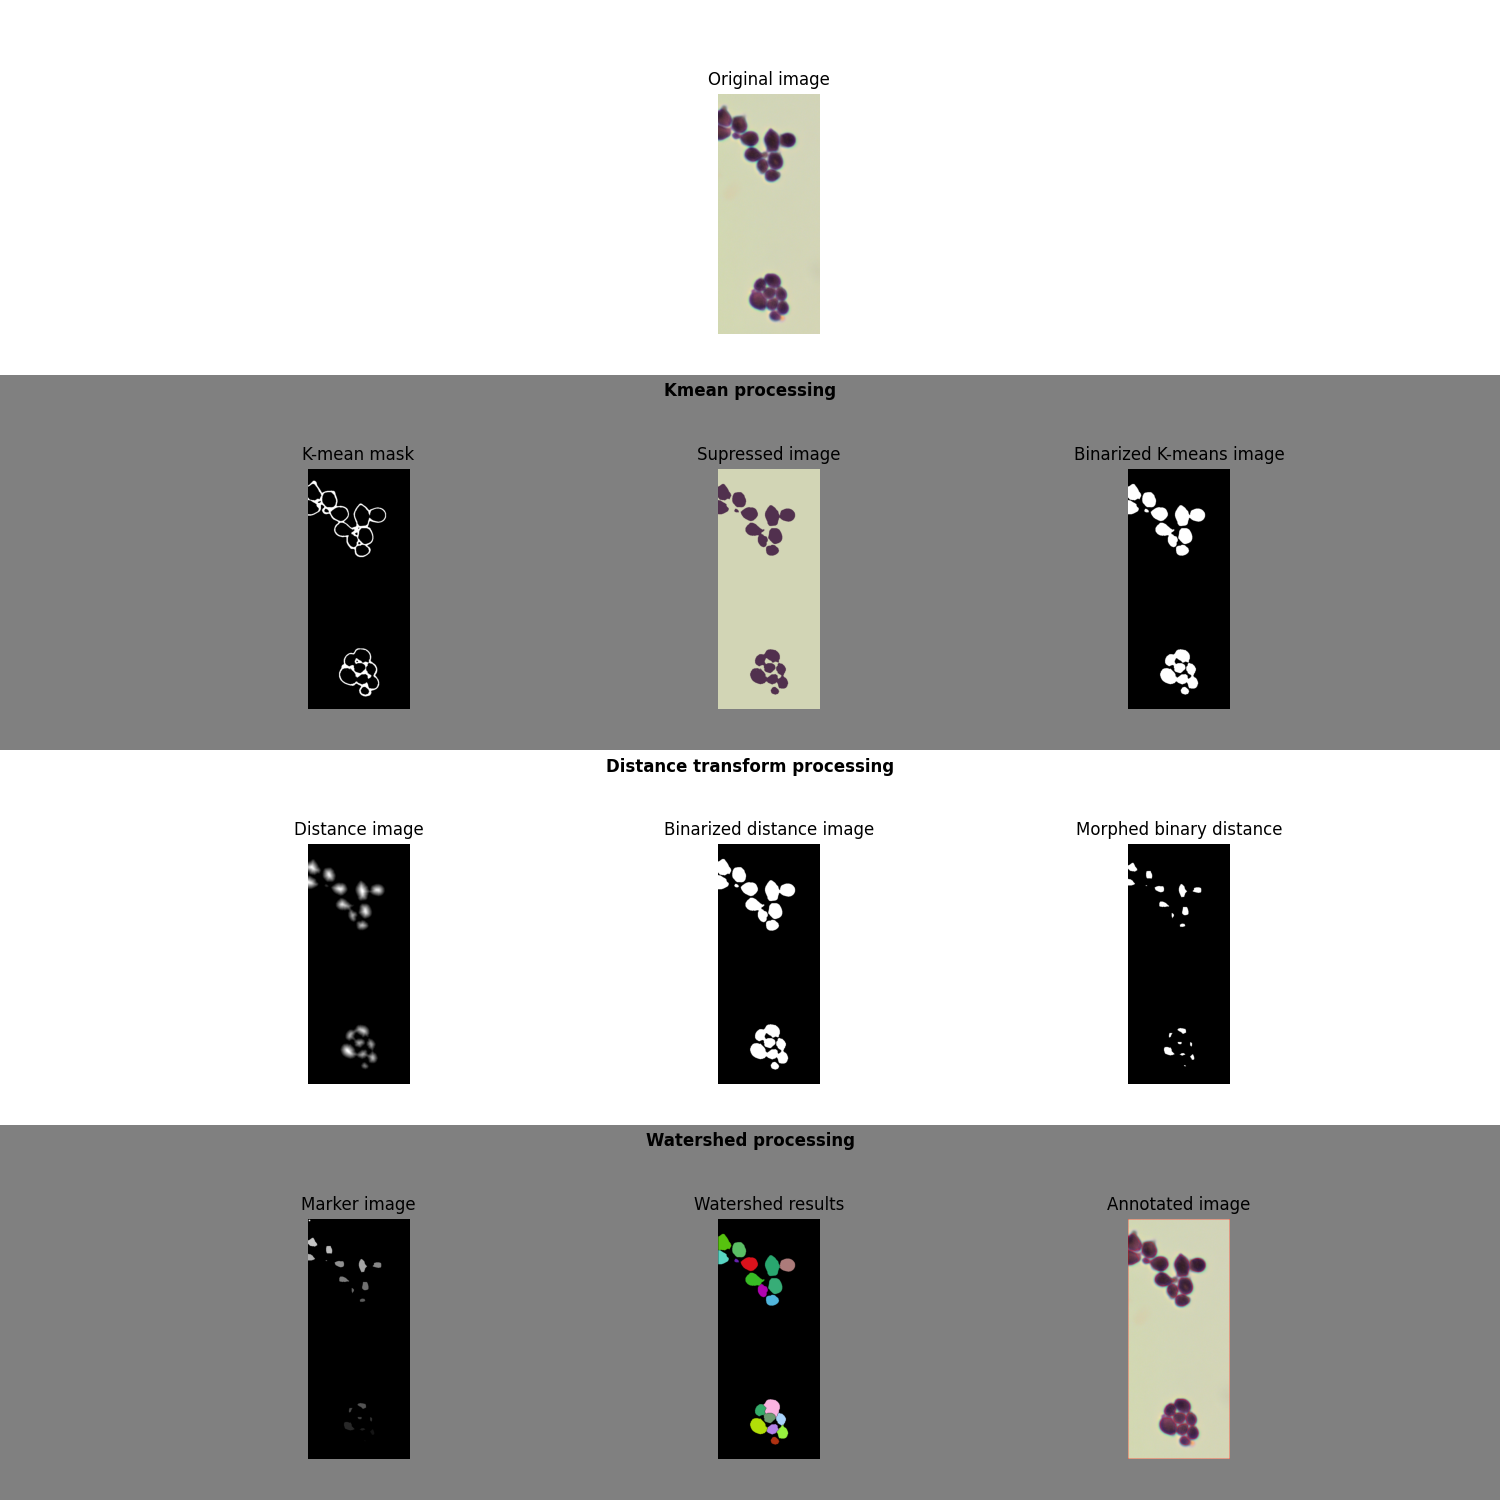 Original image
Kmean processing
K-mean mask
Supressed image
Binarized K-means image
Distance transform processing
Distance image
Binarized distance image
Morphed binary distance
Watershed processing
Marker image
Watershed results
Annotated image